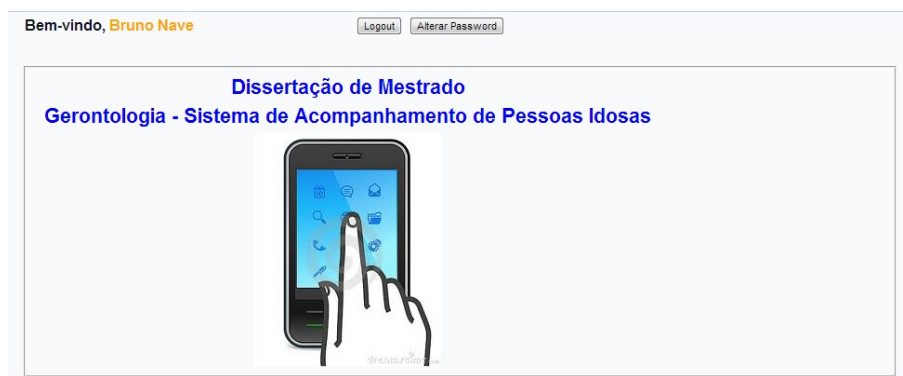 Bem-vindo, Bruno Nave Logout Alterar Password
Dissertação de Mestrado
Gerontologia - Sistema de Acompanhamento de Pessoas Idosas